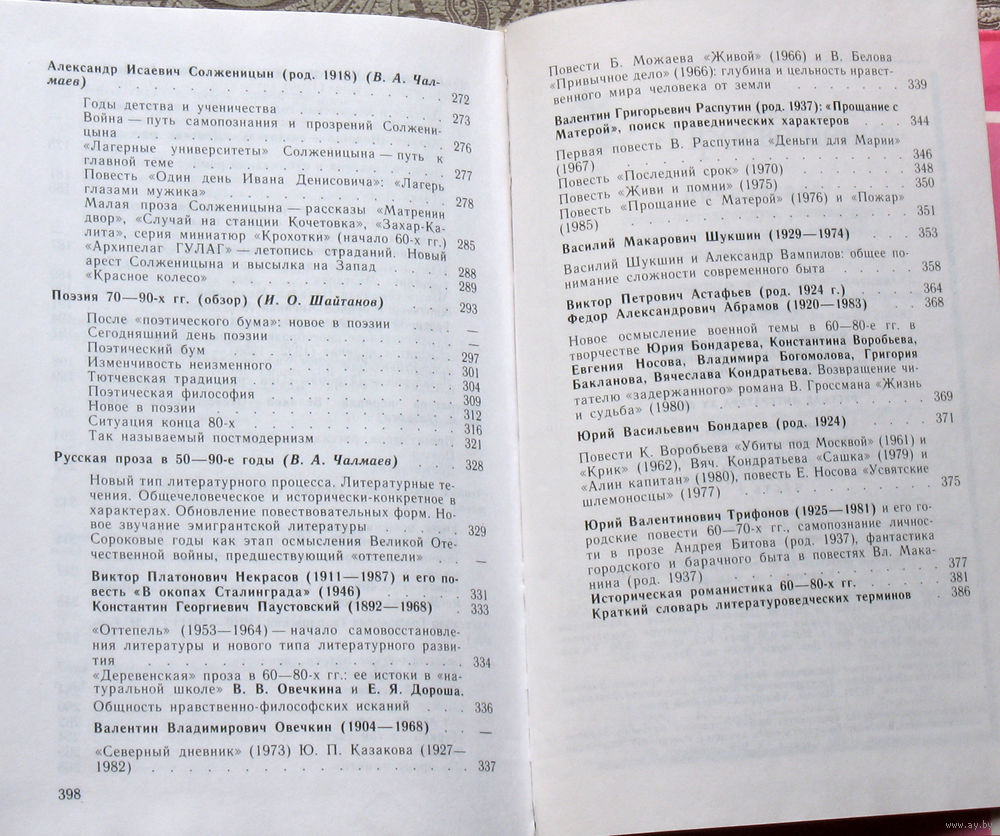 Александр Исаевич Солженицын (род. 1918) (В. А. Чал-
маев) . . . . . . . . . . . . . . . . 272
Годы детства и ученичества . . . . . . . . 273
Война — путь самопознания и прозрений Солжени-
цына . . . . . . . . . . . . . . . 276
«Лагерные университеты» Солженицына — путь к
главной теме . . . . . . . . . . . . . 277
Повесть «Один день Ивана Денисовича»: «Лагерь
глазами мужика» . . . . . . . . . . . 278
Малая проза Солженицына — рассказы «Матренин
двор», «Случай на станции Кочетовка», «Захар-Ка-
лита», серия миниатюр «Крохотки» (начало 60-х гг.) 285
«Архипелаг ГУЛАГ» — летопись страданий. Новый
арест Солженицына и высылка на Запад . . . . 288
«Красное колесо» . . . . . . . . . . . 289
Поэзия 70—90-х гг. (обзор) (И. О. Шайтанов) . . . . 293
После «поэтического бума»: новое в поэзии . . . —
Сегодняшний день поэзии . . . . . . . . —
Поэтический бум . . . . . . . . . . . 297
Изменчивость неизменного . . . . . . . . 301
Тютчевская традиция . . . . . . . . . . 304
Поэтическая философия . . . . . . . . . 309
Новое в поэзии . . . . . . . . . . . . 312
Ситуация конца 80-х . . . . . . . . . . 316
Так называемый постмодернизм . . . . . . . 321
Русская проза в 50—90-е годы (В. А. Чалмаев) . . . 328
Новый тип литературного процесса. Литературные те-
чения. Общечеловеческое и исторически-конкретное в
характерах. Обновление повествовательных форм. Но-
вое звучание эмигрантской литературы . . . . . 329
Сороковые годы как этап осмысления Великой Оте-
чественной войны, предшествующий «оттепели» . . —
Виктор Платонович Некрасов (1911—1987) и его по-
весть «В окопах Сталинграда» (1946) . . . . . 331
Константин Георгиевич Паустовский (1892—1968) . . 333
«Оттепель» (1953—1964) — начало самовосстановле-
ния литературы и нового типа литературного разви-
тия . . . . . . . . . . . . . . . . 334
«Деревенская» проза в 60—80-х гг.: ее истоки в «на-
туральной школе» В. В. Овечкина и Е. Я. Дороша.
Общность нравственно-философских исканий . . . 336
Валентин Владимирович Овечкин (1904—1968) . . —
«Северный дневник» (1973) Ю. П. Казакова (1927—
1982) . . . . . . . . . . . . . . . 337
398
Повести Б. Можаева «Живой» (1966) и В. Белова
«Привычное дело» (1966): глубина и цельность нравст-
венного мира человека от земли . . . . . . . 339
Валентин Григорьевич Распутин (род. 1937): «Прощание с
Матерой», поиск праведнических характеров . . . 344
Первая повесть В. Распутина «Деньги для Марии»
(1967) . . . . . . . . . . . . . . . 346
Повесть «Последний срок» (1970) . . . . . . 348
Повесть «Живи и помни» (1975) . . . . . . . 350
Повесть «Прощание с Матерой» (1976) и «Пожар»
(1985) . . . . . . . . . . . . . . . 351
Василий Макарович Шукшин (1929—1974) . . . . 353
Василий Шукшин и Александр Вампилов: общее по-
нимание сложности современного быта . . . . . 358
Виктор Петрович Астафьев (род. 1924 г.) . . . . 364
Федор Александрович Абрамов (1920—1983) . . . 368
Новое осмысление военной темы в 60—80-е гг. в
творчестве Юрия Бондарева, Константина Воробьева,
Евгения Носова, Владимира Богомолова, Григория
Бакланова, Вячеслава Кондратьева. Возвращение чи-
тателю «задержанного» романа В. Гроссмана «Жизнь
и судьба» (1980) . . . . . . . . . . . . 369
Юрий Васильевич Бондарев (род. 1924) . . . . . 371
Повести К. Воробьева «Убиты под Москвой» (1961) и
«Крик» (1962), Вяч. Кондратьева «Сашка» (1979) и
«Алин капитан» (1980), повесть Е. Носова «Усвятские
шлемоносцы» (1977) . . . . . . . . . . . 375
Юрий Валентинович Трифонов (1925—1981) и его го-
родские повести 60—70-х гг., самопознание личнос-
ти в прозе Андрея Битова (род. 1937), фантастика
городского и барачного быта в повестях Вл. Мака-
нина (род. 1937) . . . . . . . . . . . . 377
Историческая романистика 60—80-х гг. . . . . . 381
Краткий словарь литературоведческих терминов . 386
www.ay.by